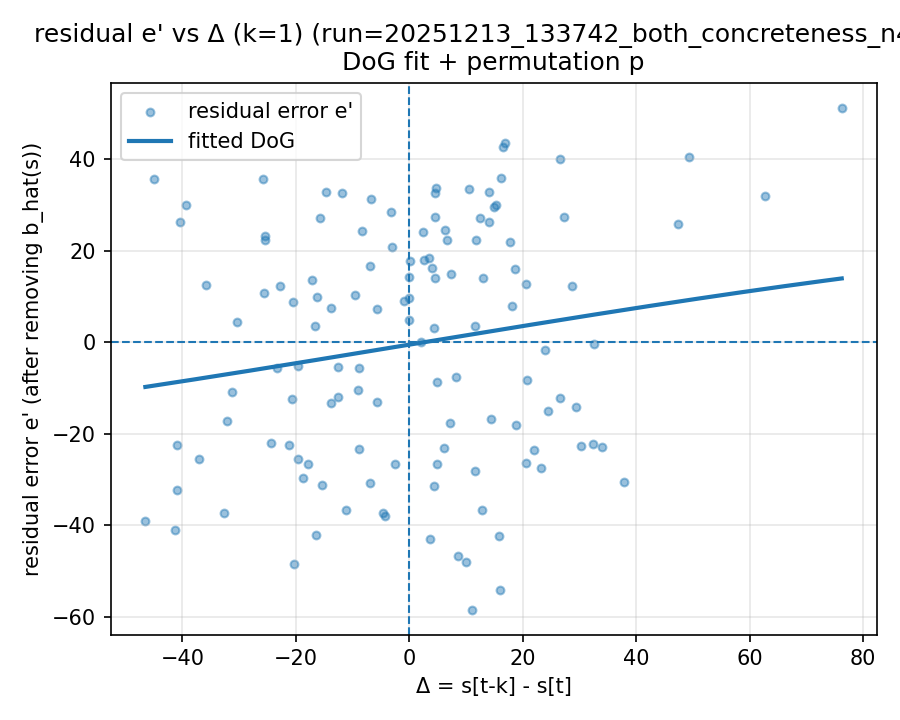 residual e' vs Δ (k=1) (run=20251213_133742_both_concreteness_n4
DoG fit + permutation p
residual error e'
fitted DoG
residual error e' (after removing b_hat(s))
40
20
0
−20
−40
−60
−40
−20
0
20
40
60
80
Δ = s[t-k] - s[t]